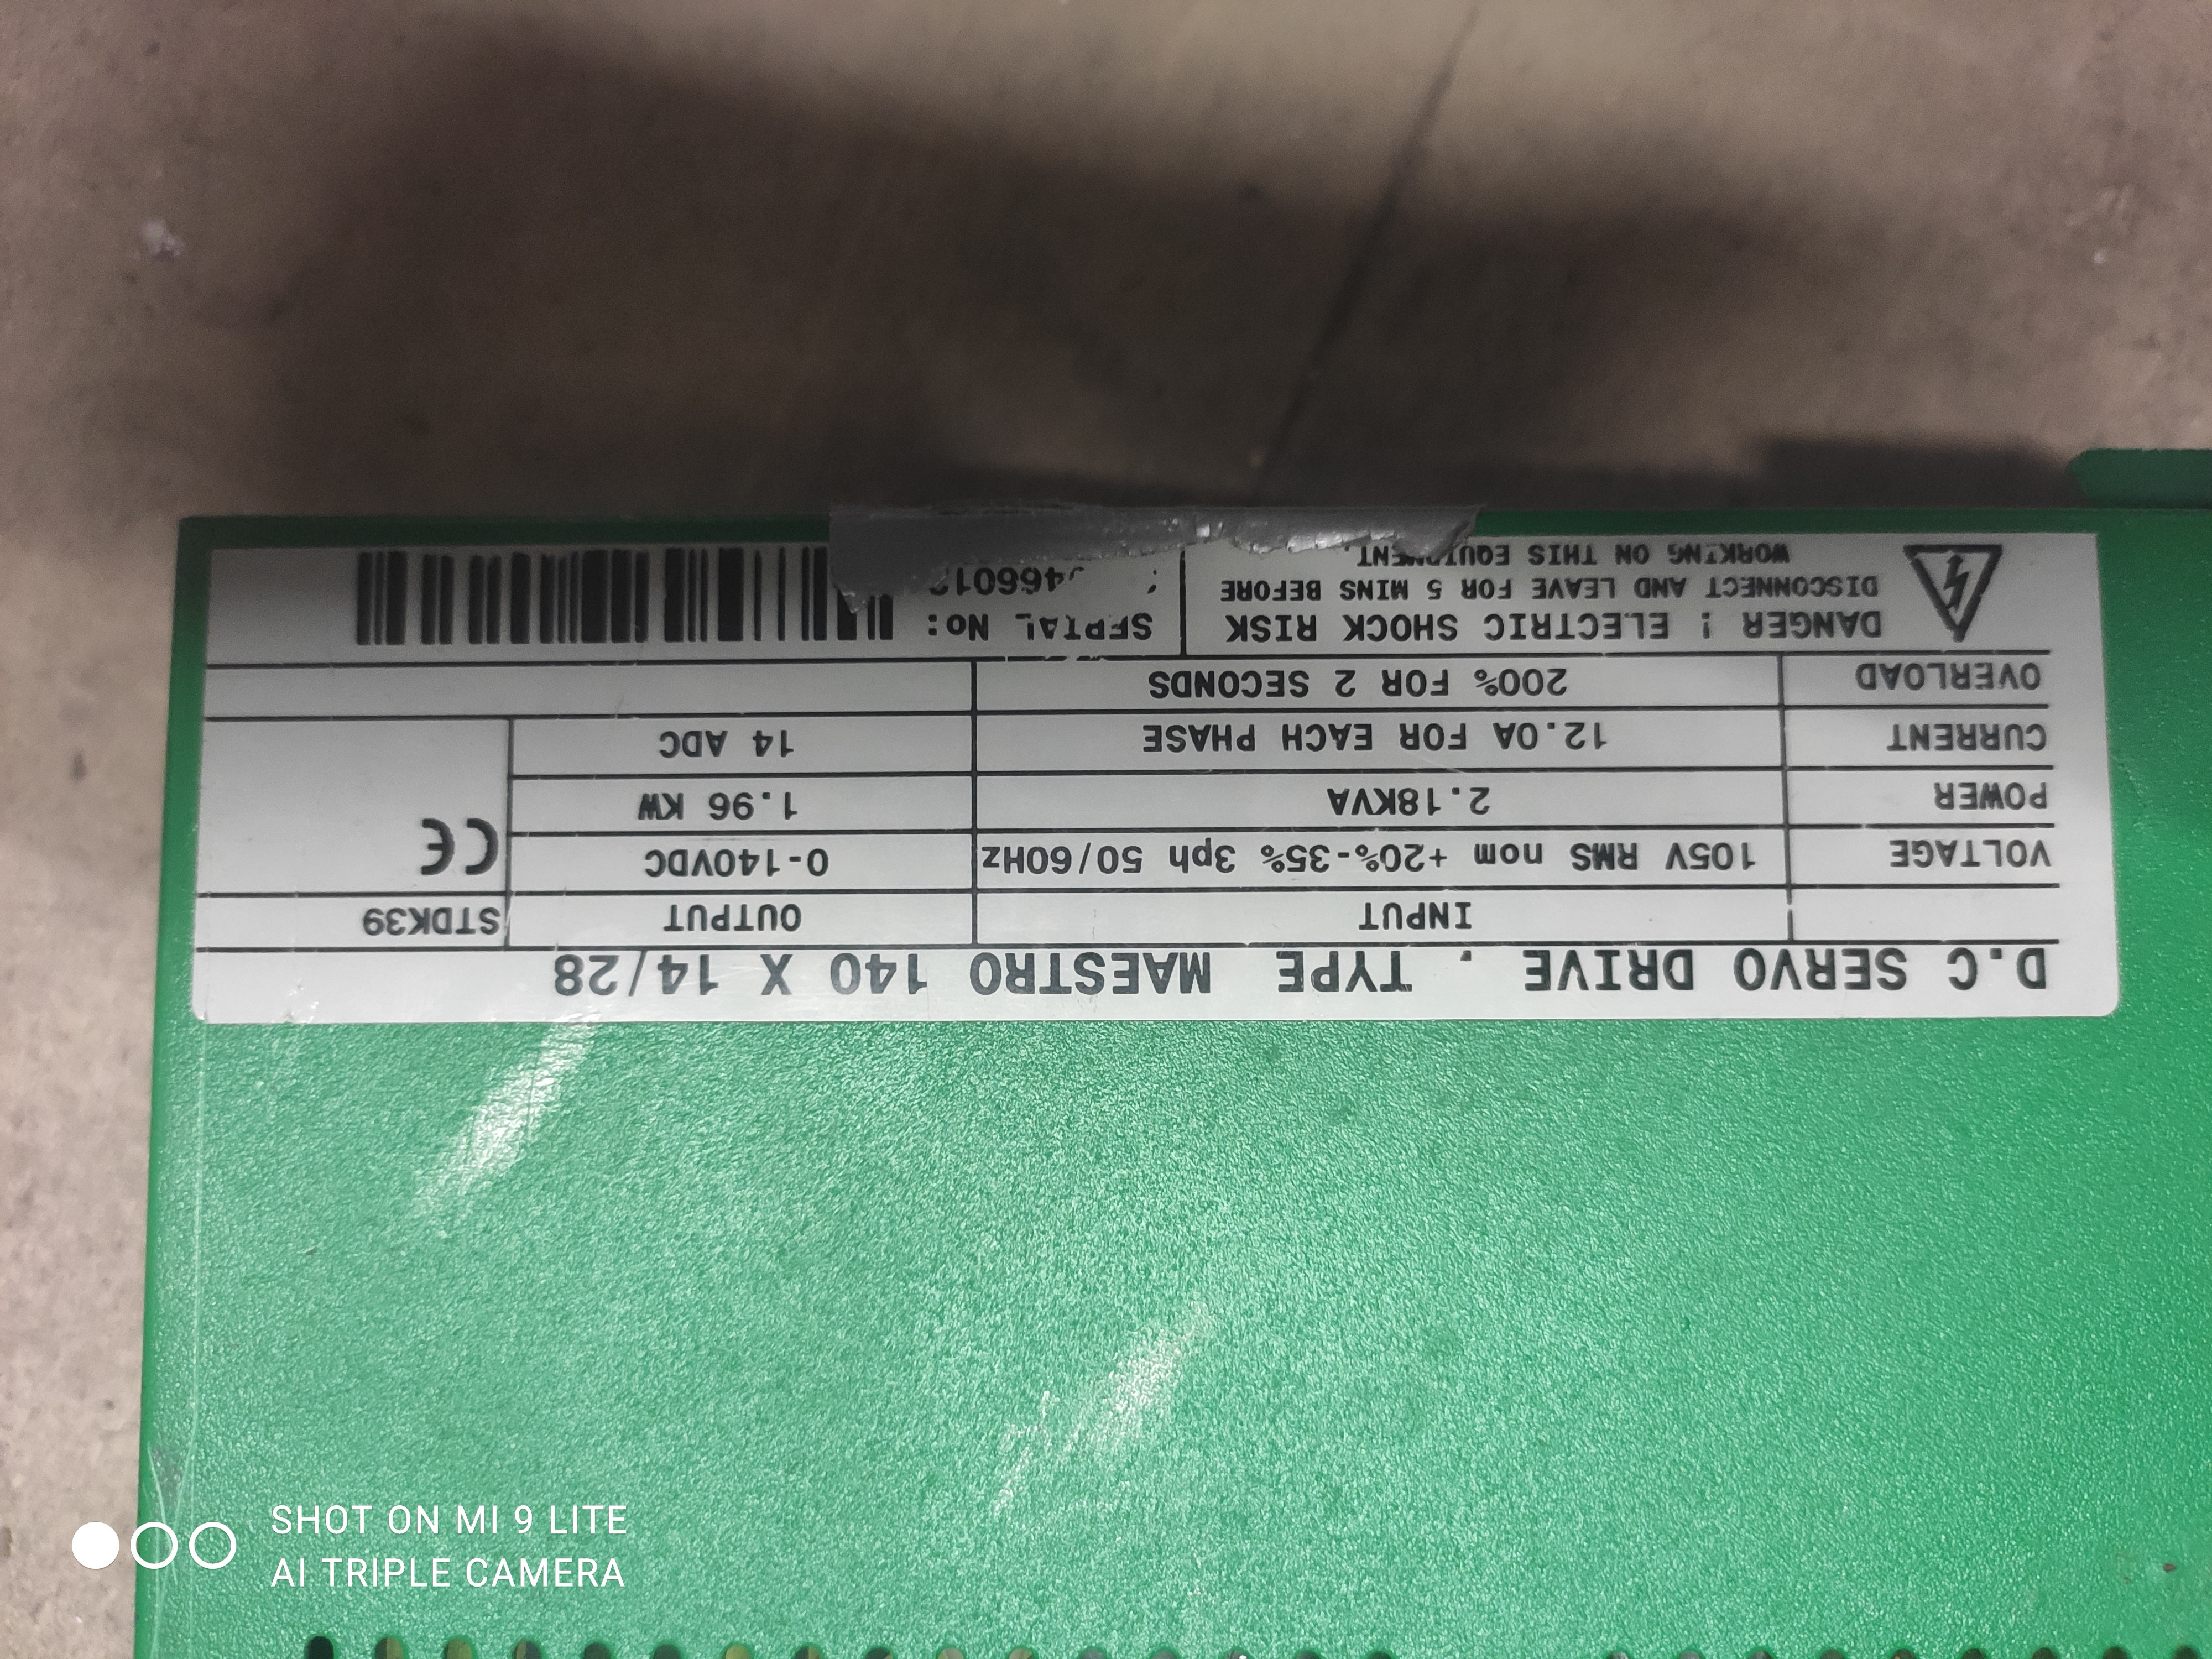 D.C SERVO DRIVE . TYPE MAESTRO 140 X 14/28
INPUT OUTPUT STDK39
VOLTAGE 105V RMS nom +20%-35% 3ph 50/60Hz 0-140VDC CE
POWER 2.18KVA 1.96 KW
CURRENT 12.0A FOR EACH PHASE 14 ADC
OVERLOAD 200% FOR 2 SECONDS
DANGER ! ELECTRIC SHOCK RISK
DISCONNECT AND LEAVE FOR 5 MINS BEFORE
WORKING ON THIS EQUIPMENT.
SERIAL No:
SHOT ON MI 9 LITE
AI TRIPLE CAMERA